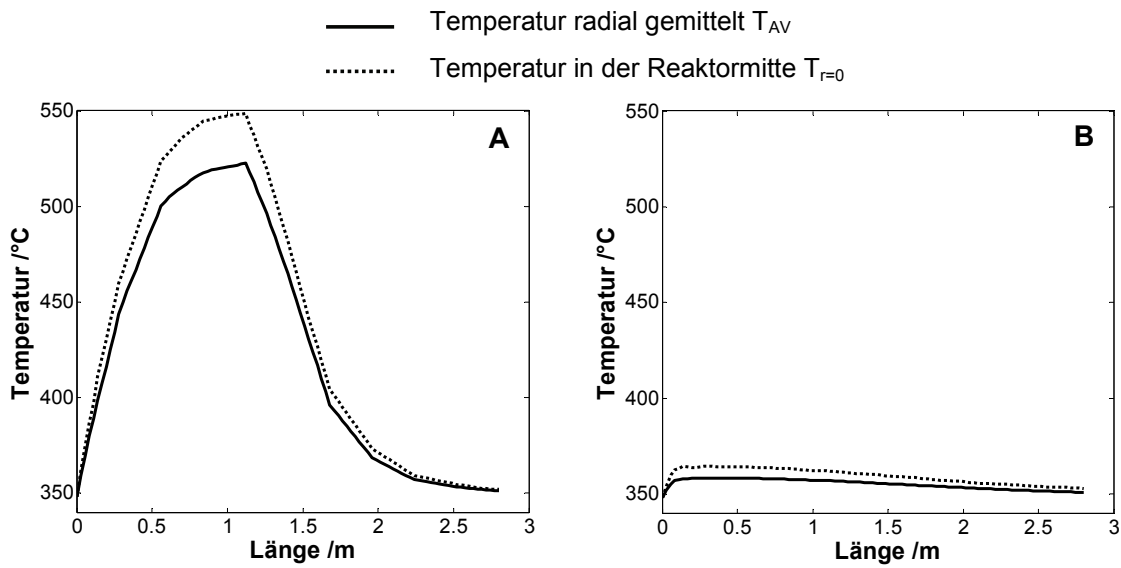 Temperatur radial gemittelt T_AV
Temperatur in der Reaktormitte T_r=0
550
500
450
400
350
0 0.5 1 1.5 2 2.5 3
Temperatur /°C
Länge /m
A
550
500
450
400
350
0 0.5 1 1.5 2 2.5 3
Temperatur /°C
Länge /m
B